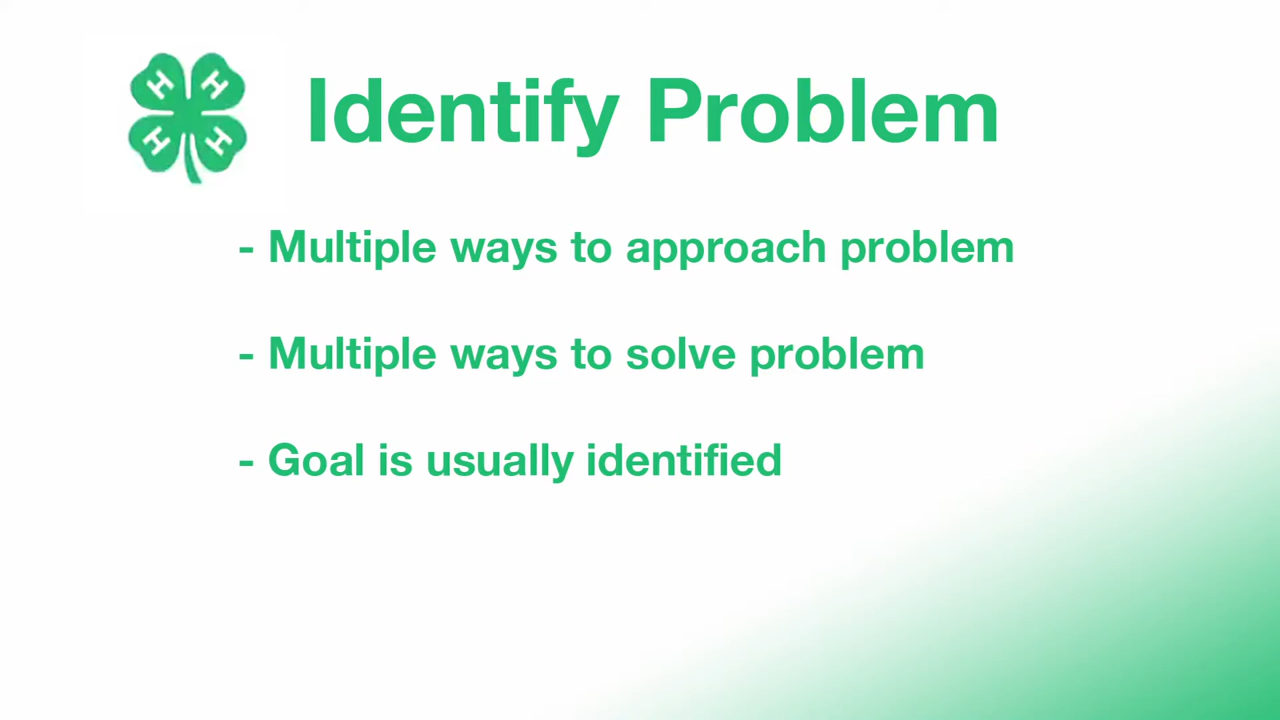 H H
H H
Identify Problem
- Multiple ways to approach problem
- Multiple ways to solve problem
- Goal is usually identified